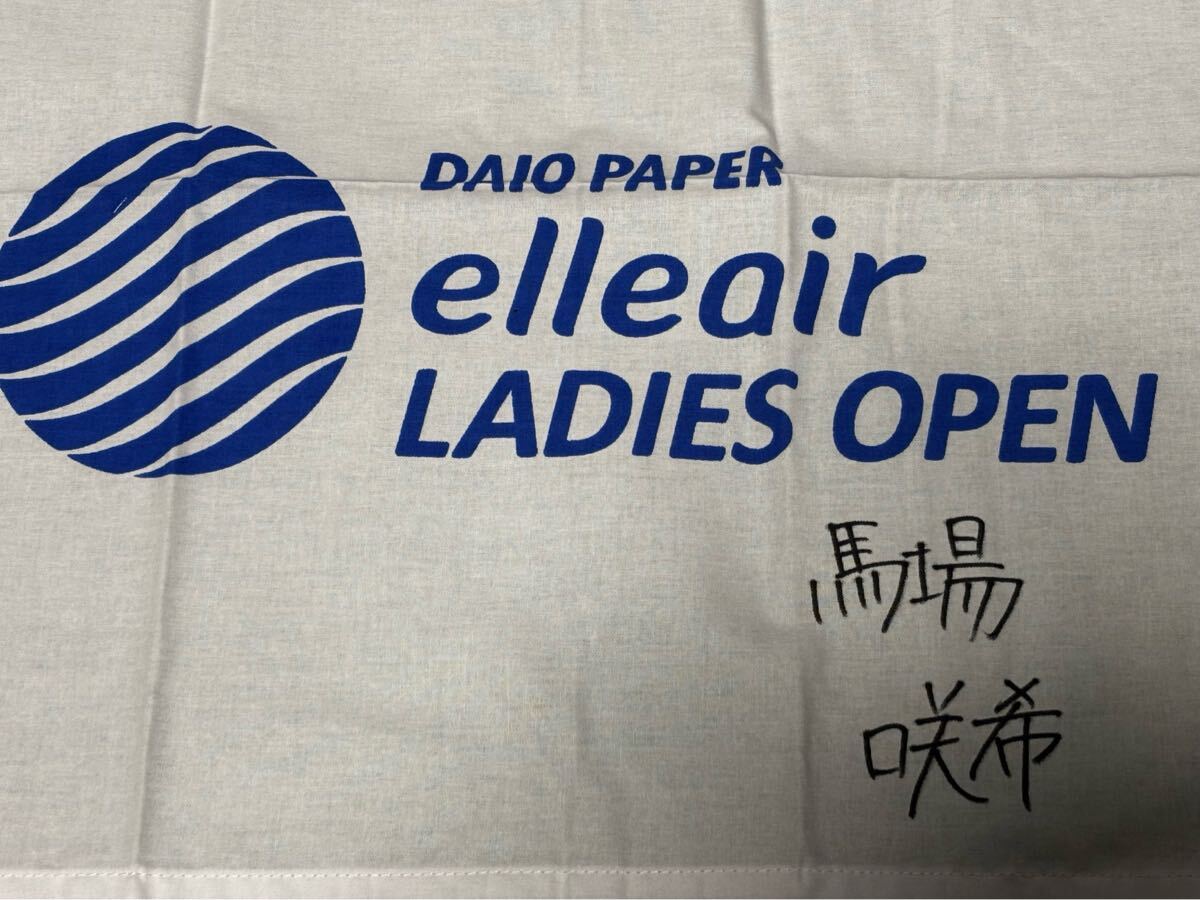 DAIO PAPER
elleair
LADIES OPEN
馬場
咲希